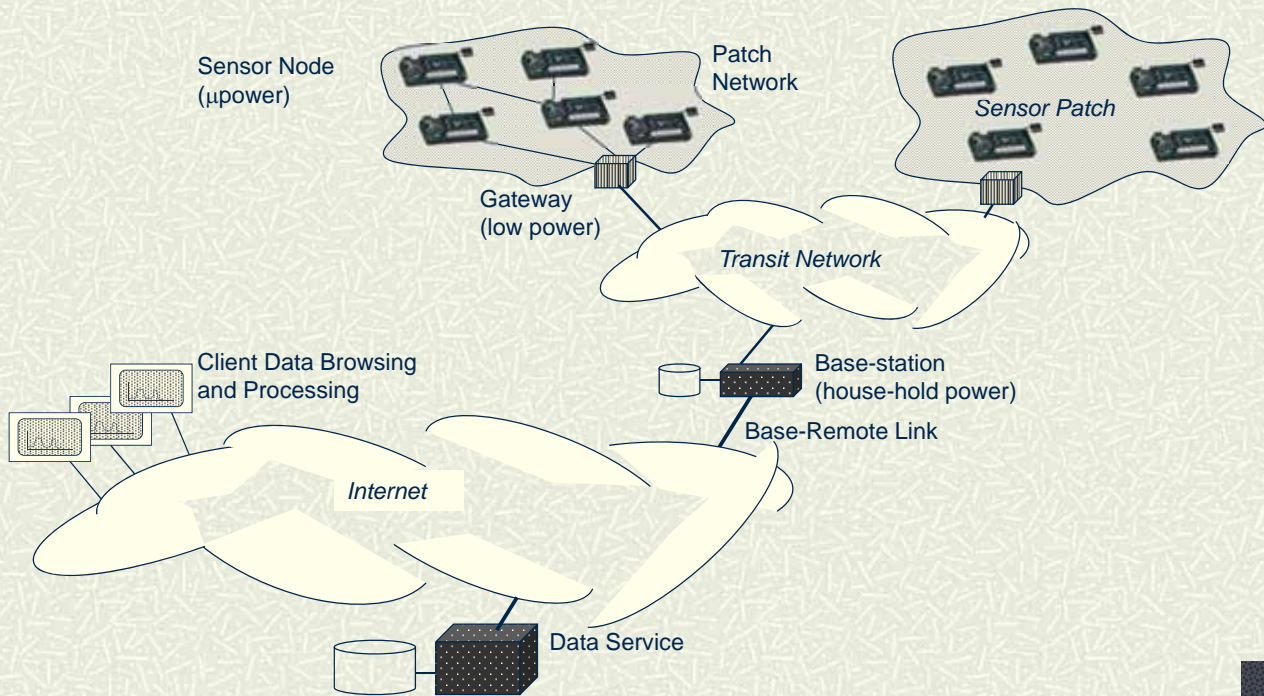 Sensor Node
(μpower)
Patch
Network
Sensor Patch
Gateway
(low power)
Transit Network
Client Data Browsing
and Processing
Base-station
(house-hold power)
Base-Remote Link
Internet
Data Service